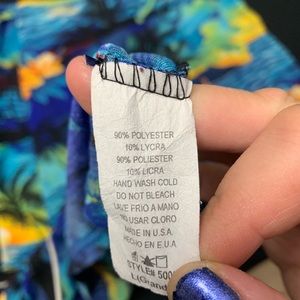 90% POLYESTER
10% LYCRA
90% POLIESTER
10% LICRA
HAND WASH COLD
DO NOT BLEACH
LAVE FRIO A MANO
NO USAR CLORO
MADE IN U.S.A.
HECHO EN E.U.A
STYLE# 500
L(Grand